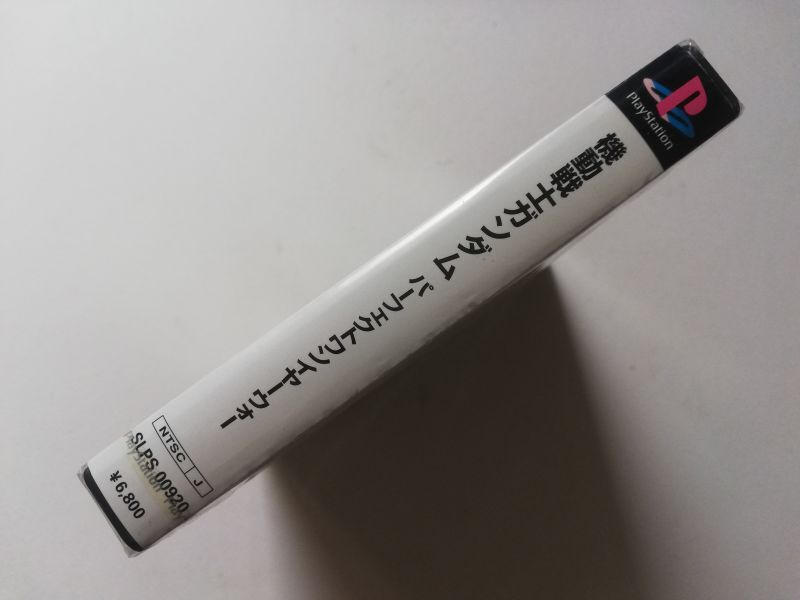 PlayStation
機動戦士ガンダム パーフェクトワンイヤーウォー
NTSC J
SLPS 00920
¥6,800